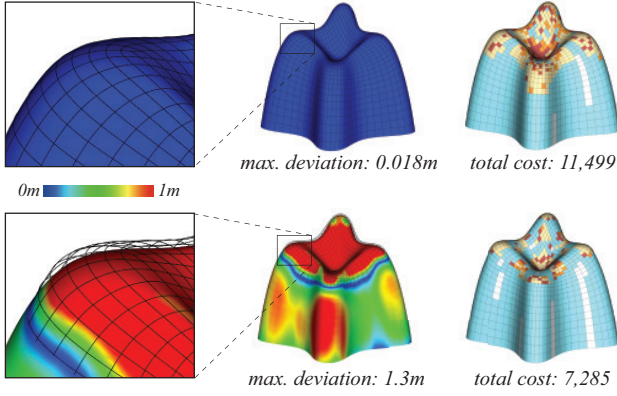 max. deviation: 0.018m
total cost: 11,499
0m 1m
max. deviation: 1.3m
total cost: 7,285